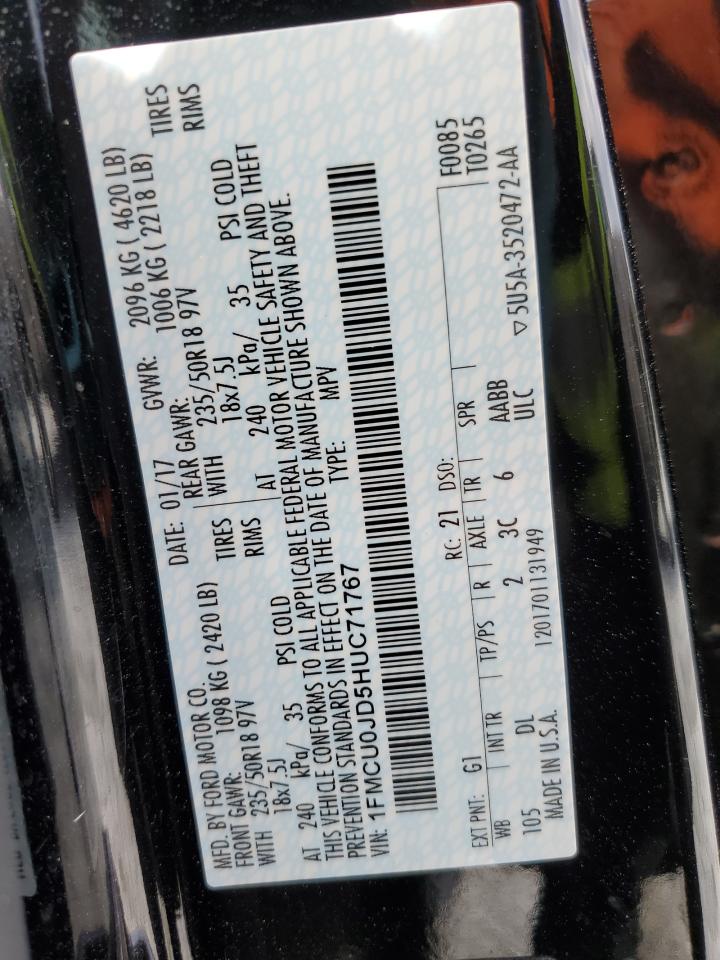 MFD. BY FORD MOTOR CO.
DATE: 01/17 GVWR: 2096 KG ( 4620 LB)
FRONT GAWR: 1098 KG ( 2420 LB) REAR GAWR: 1006 KG ( 2218 LB)
WITH 235/50R18 97V TIRES WITH 235/50R18 97V TIRES
18x7.5J RIMS 18x7.5J RIMS
AT 240 kPa/ 35 PSI COLD AT 240 kPa/ 35 PSI COLD
THIS VEHICLE CONFORMS TO ALL APPLICABLE FEDERAL MOTOR VEHICLE SAFETY AND THEFT
PREVENTION STANDARDS IN EFFECT ON THE DATE OF MANUFACTURE SHOWN ABOVE.
VIN: 1FMCU0JD5HUC71767 TYPE: MPV
EXT PNT: G1 RC: 21 DSO: F0085
WB INT TR TP/PS R AXLE TR SPR T0265
105 DL 2 3C 6 AABB
MADE IN U.S.A. 1201701131949 ULC ▽5U5A-3520472-AA